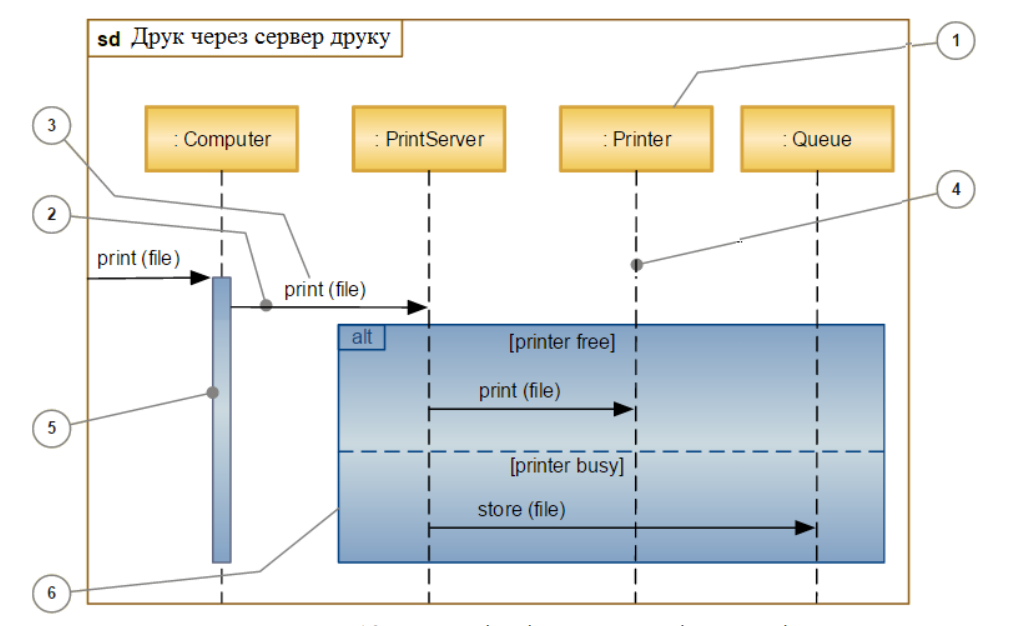 sd Друк через сервер друку
1
3
: Computer
: PrintServer
: Printer
: Queue
2
4
print (file)
print (file)
alt
[printer free]
print (file)
5
[printer busy]
store (file)
6